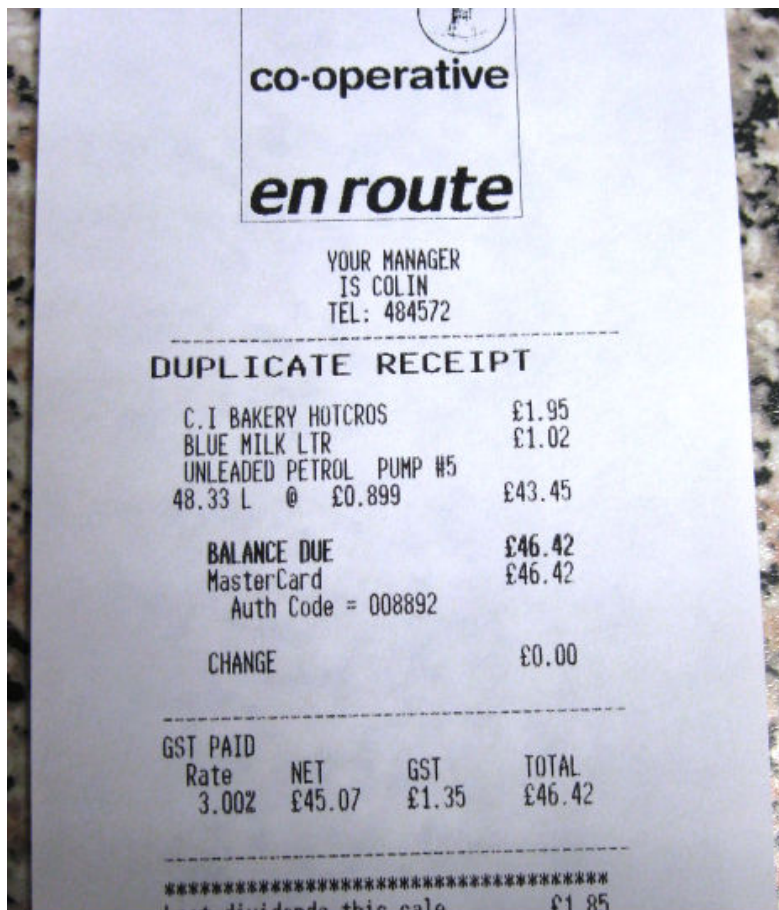 co-operative
en route
YOUR MANAGER
IS COLIN
TEL: 484572
DUPLICATE RECEIPT
C.I BAKERY HOTCROS £1.95
BLUE MILK LTR £1.02
UNLEADED PETROL PUMP #5
48.33 L @ £0.899 £43.45
BALANCE DUE £46.42
MasterCard £46.42
Auth Code = 008892
CHANGE £0.00
GST PAID
Rate NET GST TOTAL
3.00% £45.07 £1.35 £46.42
***************************************
dividends this sale £1.85